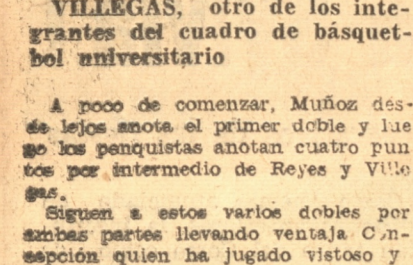 VILLEGAS, otro de los inte-
grantes del cuadro de básquet-
bol universitario
A poco de comenzar, Muñoz des-
de lejos anota el primer doble y lue
go los penquistas anotan cuatro pun
tos por intermedio de Reyes y Ville
gas.
Siguen a estos varios dobles por
ambas partes llevando ventaja Con-
sepción quien ha jugado vistoso y